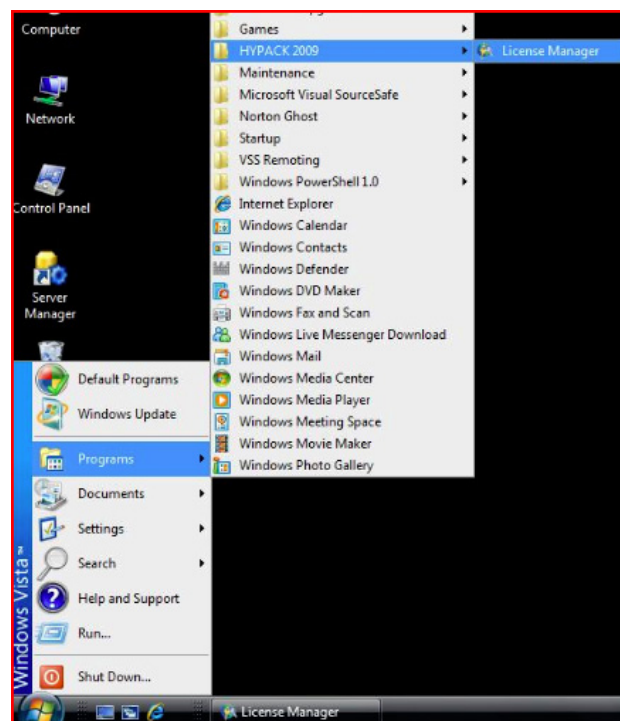 Computer
Network
Control Panel
Server
Manager
Games
HYPACK 2009
License Manager
Maintenance
Microsoft Visual SourceSafe
Norton Ghost
Startup
VSS Remoting
Windows PowerShell 1.0
Internet Explorer
Windows Calendar
Windows Contacts
Windows Defender
Windows DVD Maker
Windows Fax and Scan
Windows Live Messenger Download
Windows Mail
Windows Media Center
Windows Media Player
Windows Meeting Space
Windows Movie Maker
Windows Photo Gallery
Default Programs
Windows Update
Programs
Documents
Settings
Search
Help and Support
Run...
Shut Down...
Windows Vista™
License Manager